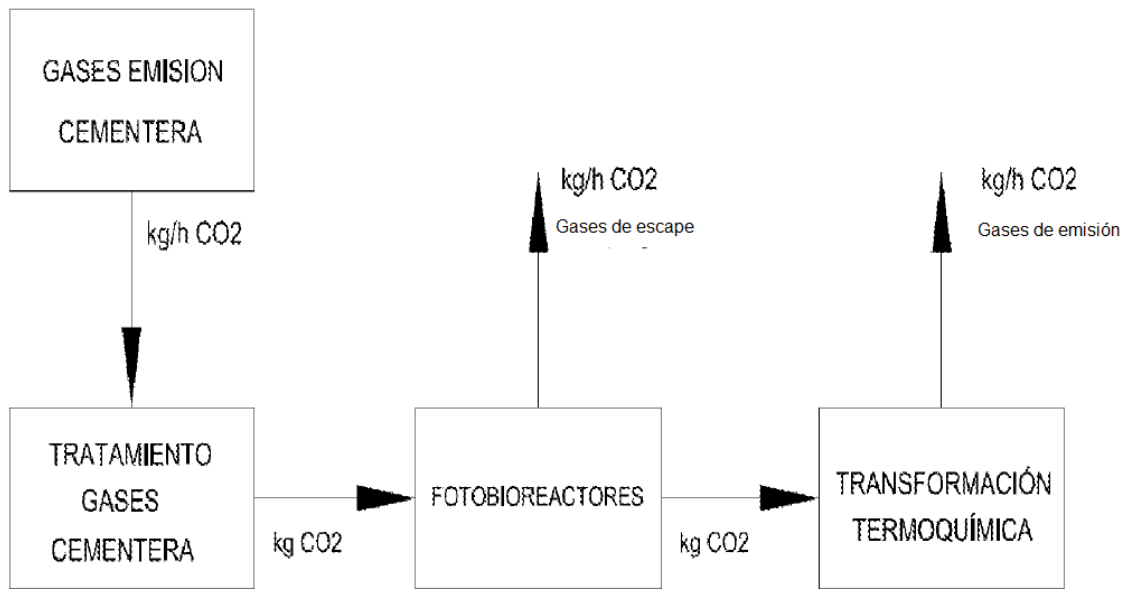 GASES EMISION
CEMENTERA
kg/h CO2
kg/h CO2
Gases de escape
kg/h CO2
Gases de emisión
TRATAMIENTO
GASES
CEMENTERA
kg CO2
FOTOBIOREACTORES
kg CO2
TRANSFORMACIÓN
TERMOQUÍMICA